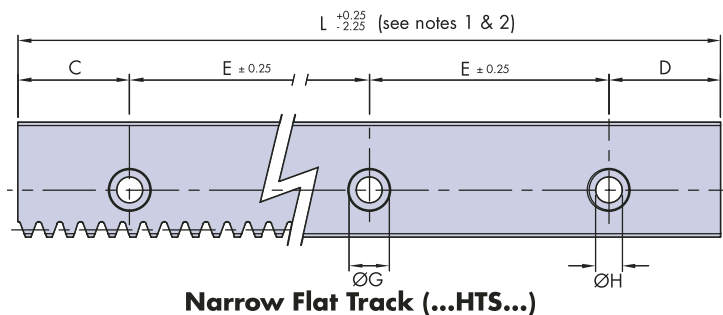 L +0.25 -2.25 (see notes 1 & 2)
C E ± 0.25 E ± 0.25 D
ØG ØH
Narrow Flat Track (...HTS...)